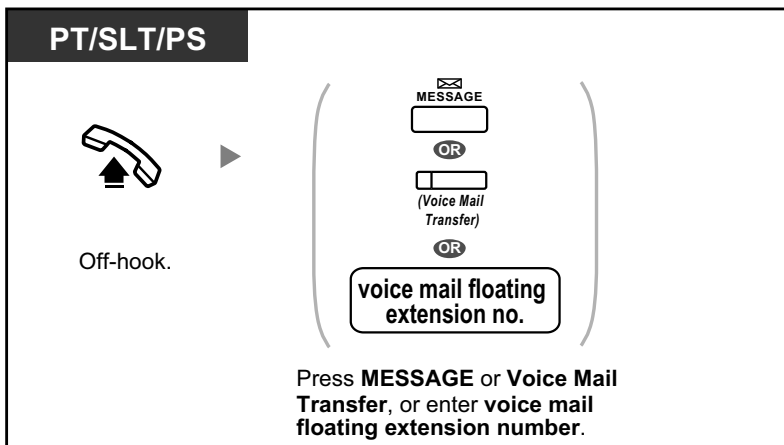 PT/SLT/PS
MESSAGE
OR
(Voice Mail
Transfer)
OR
voice mail floating
extension no.
Off-hook.
Press MESSAGE or Voice Mail
Transfer, or enter voice mail
floating extension number.